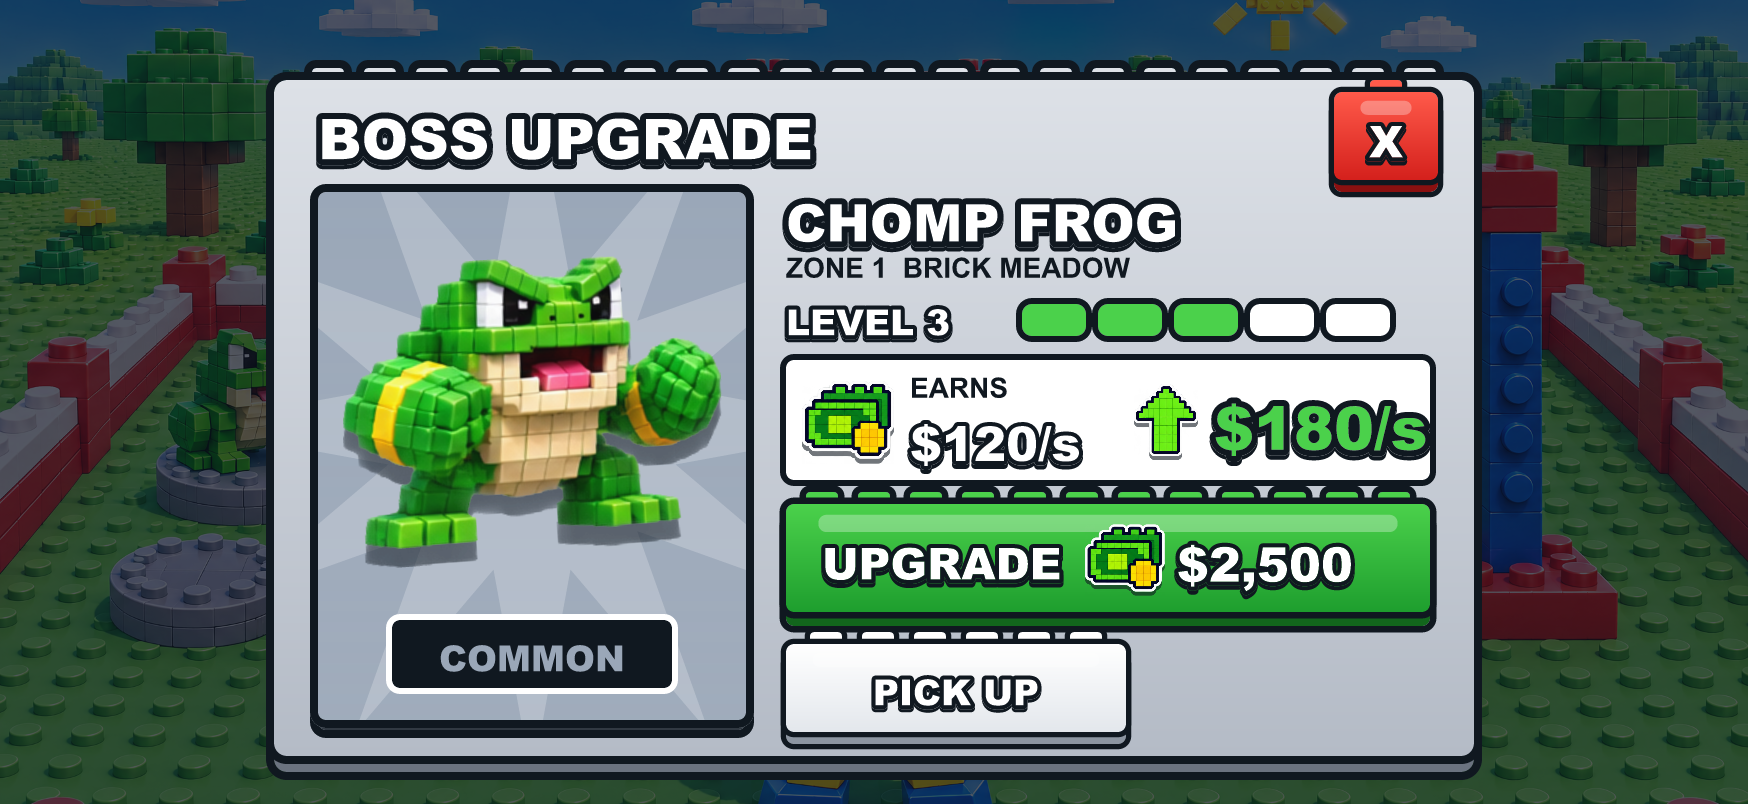 BOSS UPGRADE
X
CHOMP FROG
ZONE 1 BRICK MEADOW
LEVEL 3
EARNS
$120/s
$180/s
UPGRADE $2,500
COMMON
PICK UP